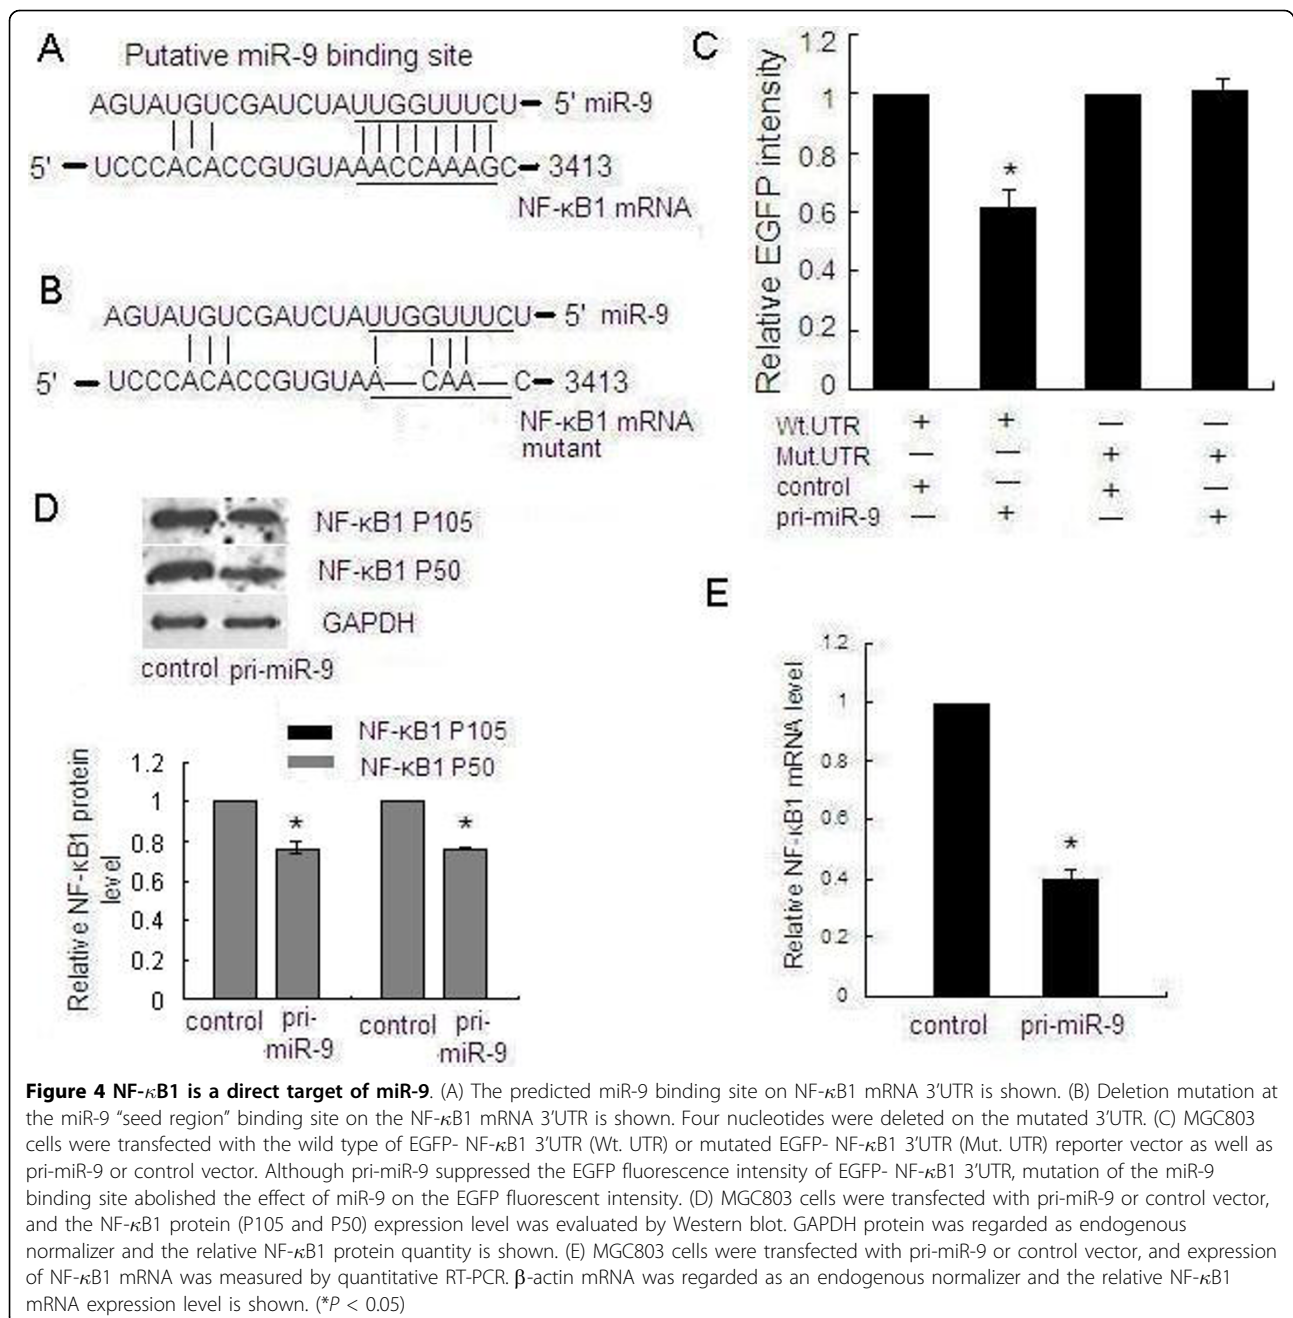 A
Putative miR-9 binding site
AGUAUGUCGAUCUAUUGGUUUCU 5' miR-9
5' UCCCACACCGUGUAAAACCAAAGC 3413
NF-κB1 mRNA
B
AGUAUGUCGAUCUAUUGGUUUCU 5' miR-9
5' UCCCACACCGUGUAAA—CAA—C 3413
NF-κB1 mRNA
mutant
C
Relative EGFP intensity
1.2
1
0.8
0.6
0.4
0.2
0
*
Wt.UTR + + — —
Mut.UTR — — + +
control + — + —
pri-miR-9 — + — +
D
NF-κB1 P105
NF-κB1 P50
GAPDH
control pri-miR-9
NF-κB1 P105
NF-κB1 P50
Relative NF-κB1 protein
level
1.2
1
0.8
0.6
0.4
0.2
0
* *
control pri- control pri-
miR-9 miR-9
E
Relative NF-κB1 mRNA level
1.2
1
0.8
0.6
0.4
0.2
0
*
control pri-miR-9
Figure 4 NF-κB1 is a direct target of miR-9. (A) The predicted miR-9 binding site on NF-κB1 mRNA 3'UTR is shown. (B) Deletion mutation at
the miR-9 “seed region” binding site on the NF-κB1 mRNA 3'UTR is shown. Four nucleotides were deleted on the mutated 3'UTR. (C) MGC803
cells were transfected with the wild type of EGFP- NF-κB1 3'UTR (Wt. UTR) or mutated EGFP- NF-κB1 3'UTR (Mut. UTR) reporter vector as well as
pri-miR-9 or control vector. Although pri-miR-9 suppressed the EGFP fluorescence intensity of EGFP- NF-κB1 3'UTR, mutation of the miR-9
binding site abolished the effect of miR-9 on the EGFP fluorescent intensity. (D) MGC803 cells were transfected with pri-miR-9 or control vector,
and the NF-κB1 protein (P105 and P50) expression level was evaluated by Western blot. GAPDH protein was regarded as endogenous
normalizer and the relative NF-κB1 protein quantity is shown. (E) MGC803 cells were transfected with pri-miR-9 or control vector, and expression
of NF-κB1 mRNA was measured by quantitative RT-PCR. β-actin mRNA was regarded as an endogenous normalizer and the relative NF-κB1
mRNA expression level is shown. (*P < 0.05)